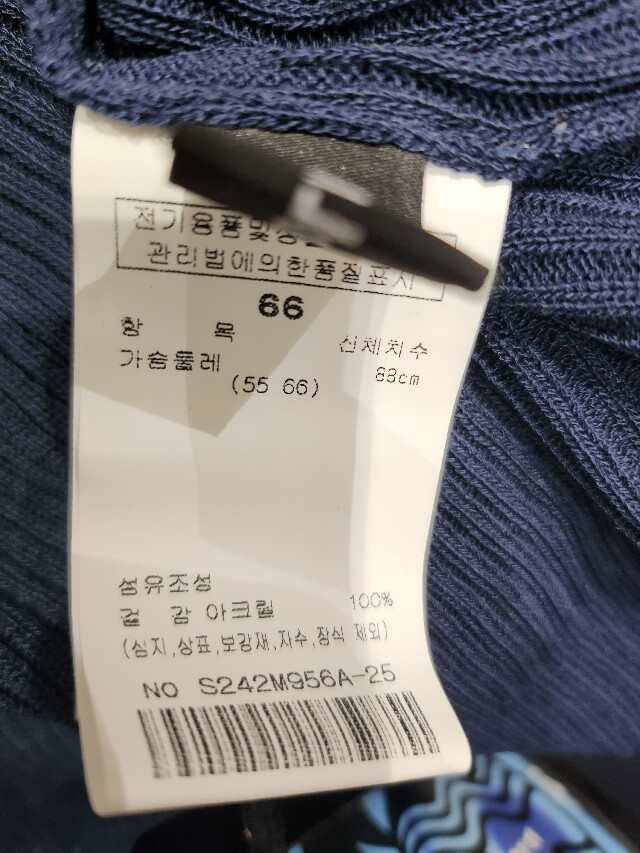 전기용품및생
관리법에의한품질표시
66
항 목 신체치수
가슴둘레 88cm
(55 66)
섬유조성
겉 감 아크릴 100%
(심지,상표,보강재,자수,장식 제외)
NO S242M956A-25